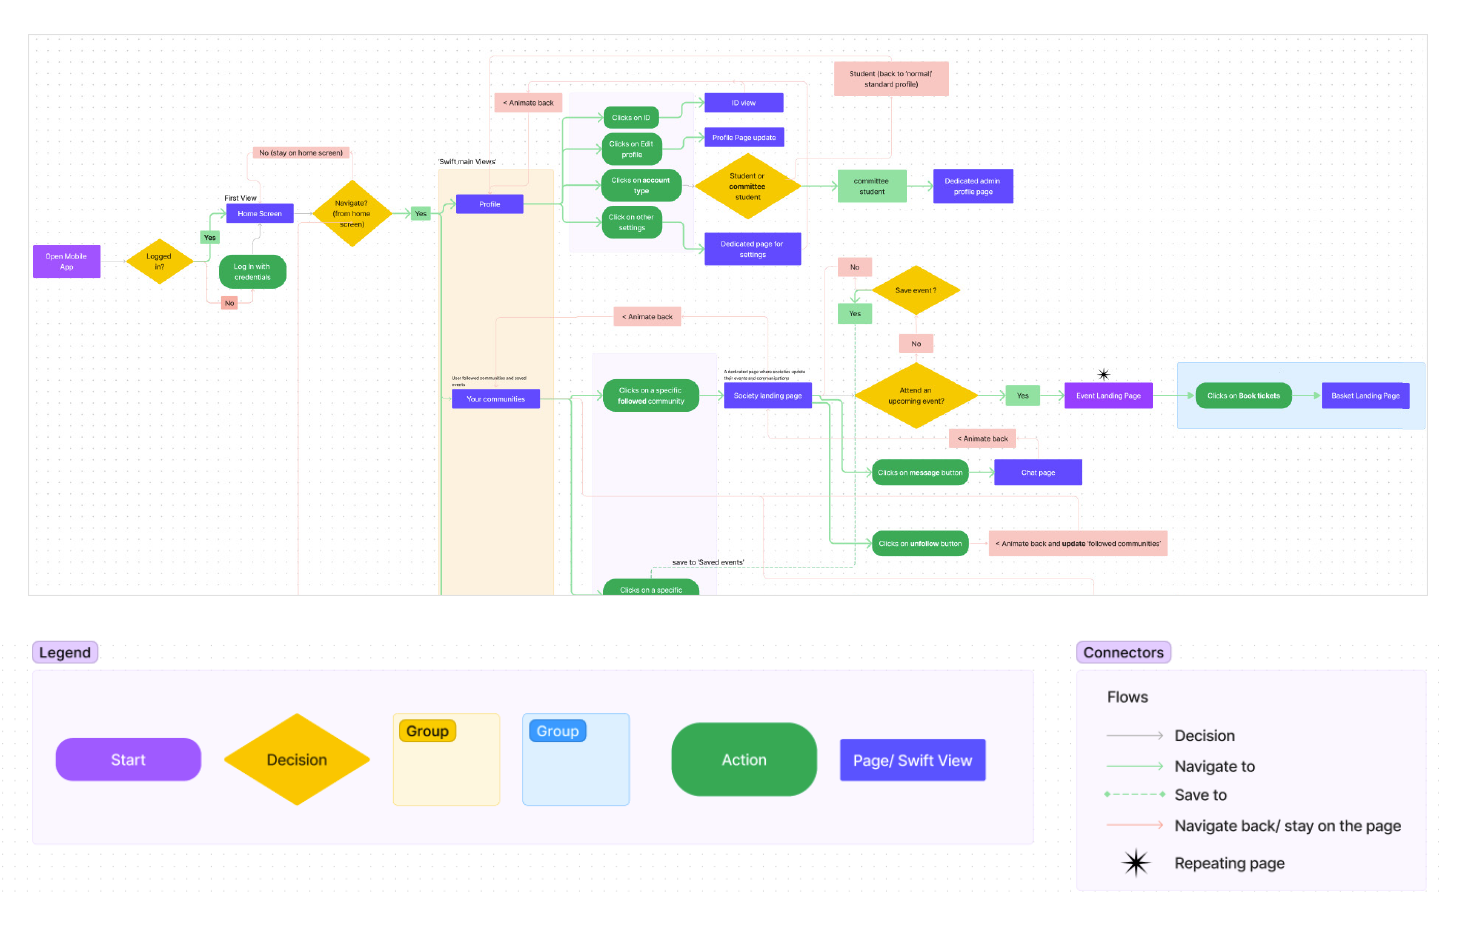 Student (back to 'normal'
standard profile)
< Animate back
ID view
Clicks on ID
Profile Page update
Clicks on Edit
profile
No (stay on home screen)
'Swift main Views'
Student or
committee
student
Clicks on account
type
committee
student
Dedicated admin
profile page
First View
Home Screen
Navigate?
(from home
screen)
Yes
Profile
Click on other
settings
Yes
Dedicated page for
settings
Open Mobile
App
Logged
in?
Log in with
credentials
No
No
Save event ?
Yes
< Animate back
No
User followed communities and saved
events
A dedicated page where societies update
their events and communications
Your communities
Clicks on a specific
followed community
Society landing page
Attend an
upcoming event?
Yes
Event Landing Page
Clicks on Book tickets
Basket Landing Page
< Animate back
Clicks on message button
Chat page
Clicks on unfollow button
< Animate back and update 'followed communities'
save to 'Saved events'
Clicks on a specific
Legend
Start
Decision
Group
Group
Action
Page/ Swift View
Connectors
Flows
Decision
Navigate to
Save to
Navigate back/ stay on the page
Repeating page